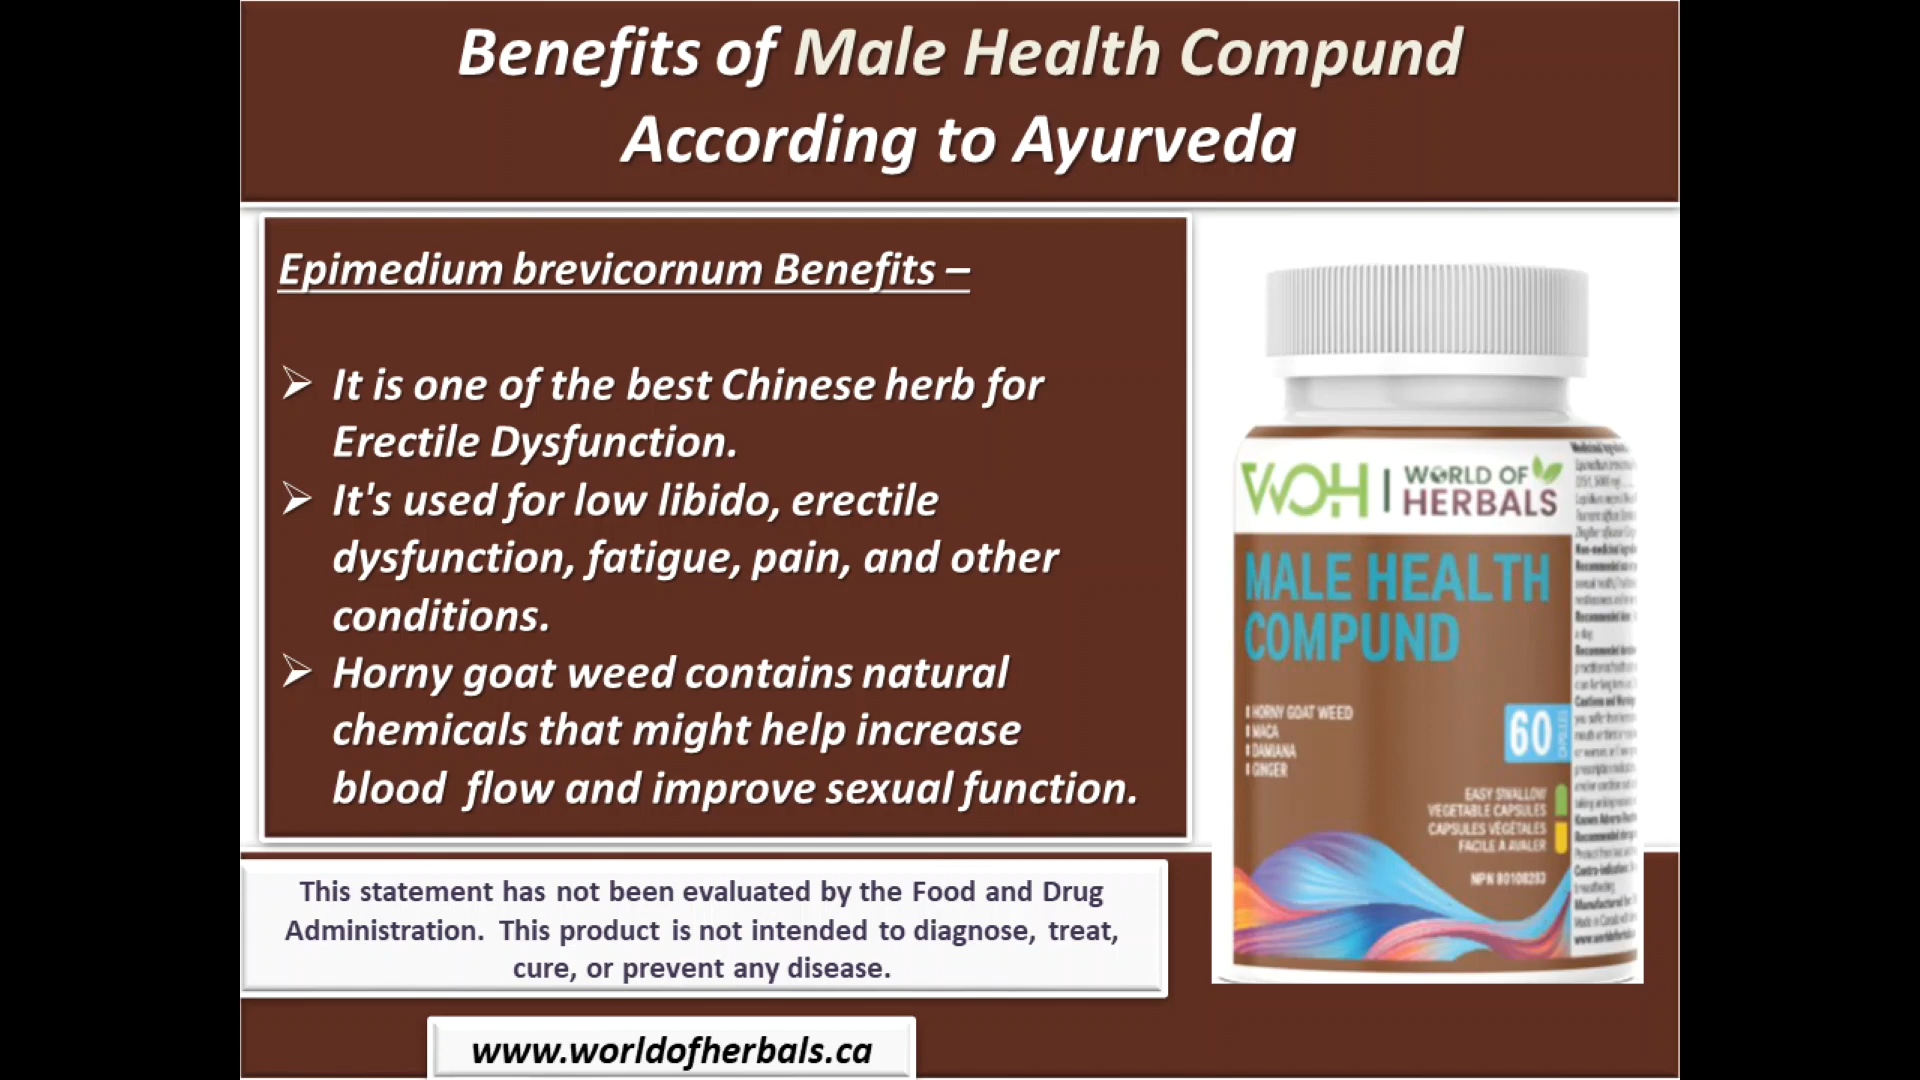 Benefits of Male Health Compund
According to Ayurveda
Epimedium brevicornum Benefits –
➢ It is one of the best Chinese herb for
Erectile Dysfunction.
➢ It's used for low libido, erectile
dysfunction, fatigue, pain, and other
conditions.
➢ Horny goat weed contains natural
chemicals that might help increase
blood flow and improve sexual function.
WOH | WORLD OF
HERBALS
MALE HEALTH
COMPUND
HORNY GOAT WEED
MACA
DAMIANA
GINGER
60 CAPSULES
EASY SWALLOW
VEGETABLE CAPSULES
CAPSULES VÉGÉTALES
FACILE A AVALER
NPN 80108283
This statement has not been evaluated by the Food and Drug
Administration. This product is not intended to diagnose, treat,
cure, or prevent any disease.
www.worldofherbals.ca